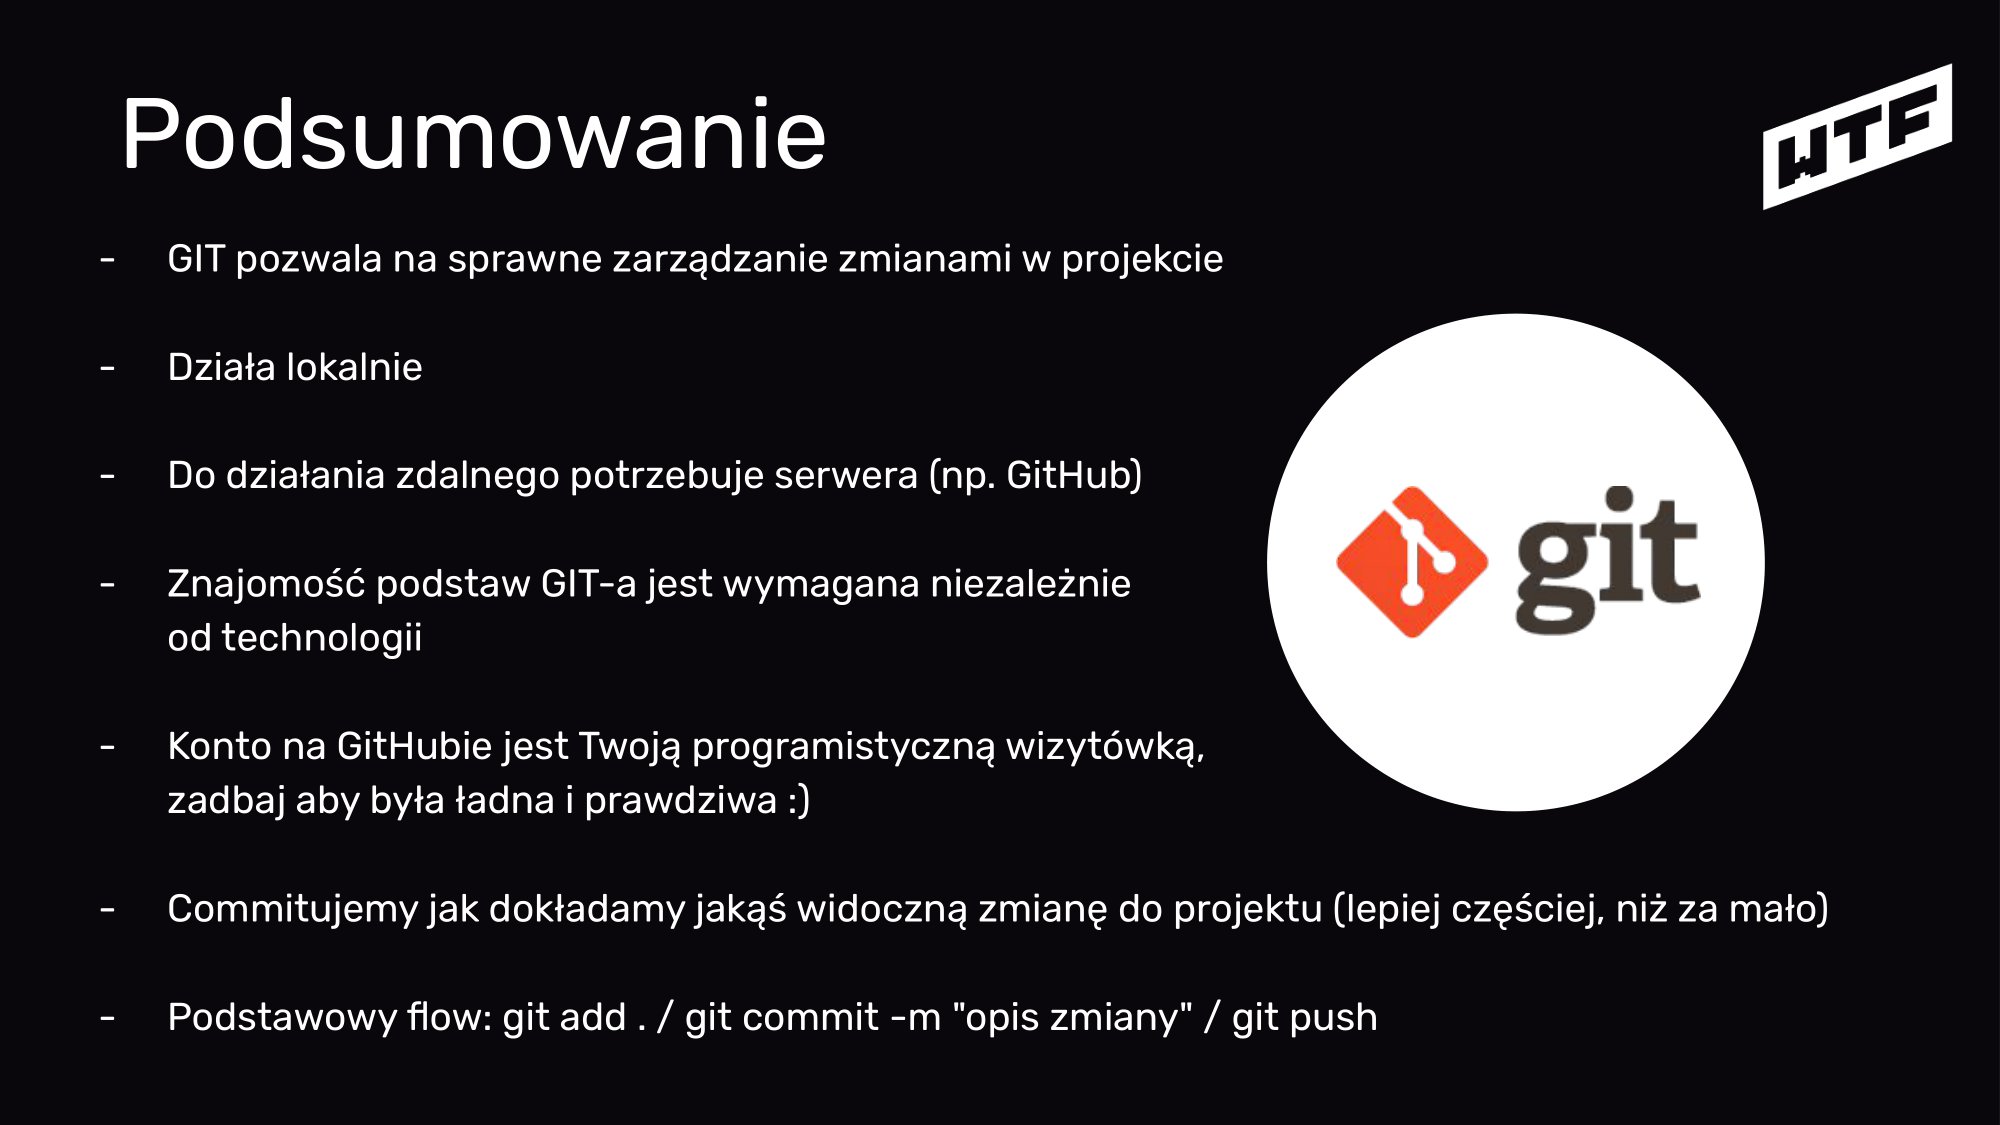 Podsumowanie
WTF
- GIT pozwala na sprawne zarządzanie zmianami w projekcie
- Działa lokalnie
- Do działania zdalnego potrzebuje serwera (np. GitHub)
- Znajomość podstaw GIT-a jest wymagana niezależnie
od technologii
- Konto na GitHubie jest Twoją programistyczną wizytówką,
zadbaj aby była ładna i prawdziwa :)
git
- Commitujemy jak dokładamy jakąś widoczną zmianę do projektu (lepiej częściej, niż za mało)
- Podstawowy flow: git add . / git commit -m "opis zmiany" / git push